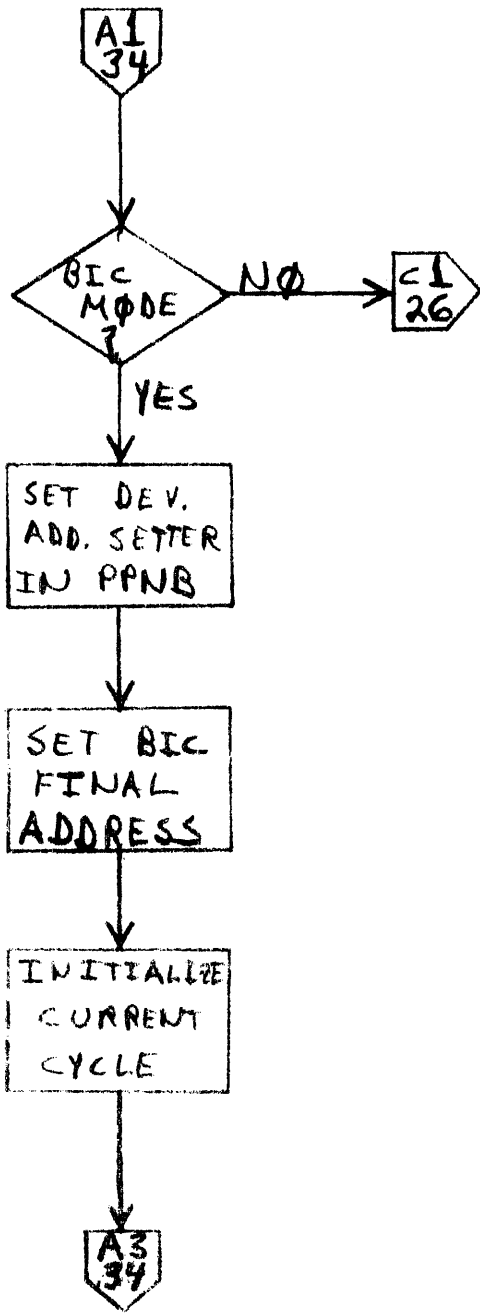 A1
34
BIC
MØDE
?
NØ
C1
26
YES
SET DEV.
ADD. SETTER
IN PPNB
SET BIC
FINAL
ADDRESS
INITIALIZE
CURRENT
CYCLE
A3
34